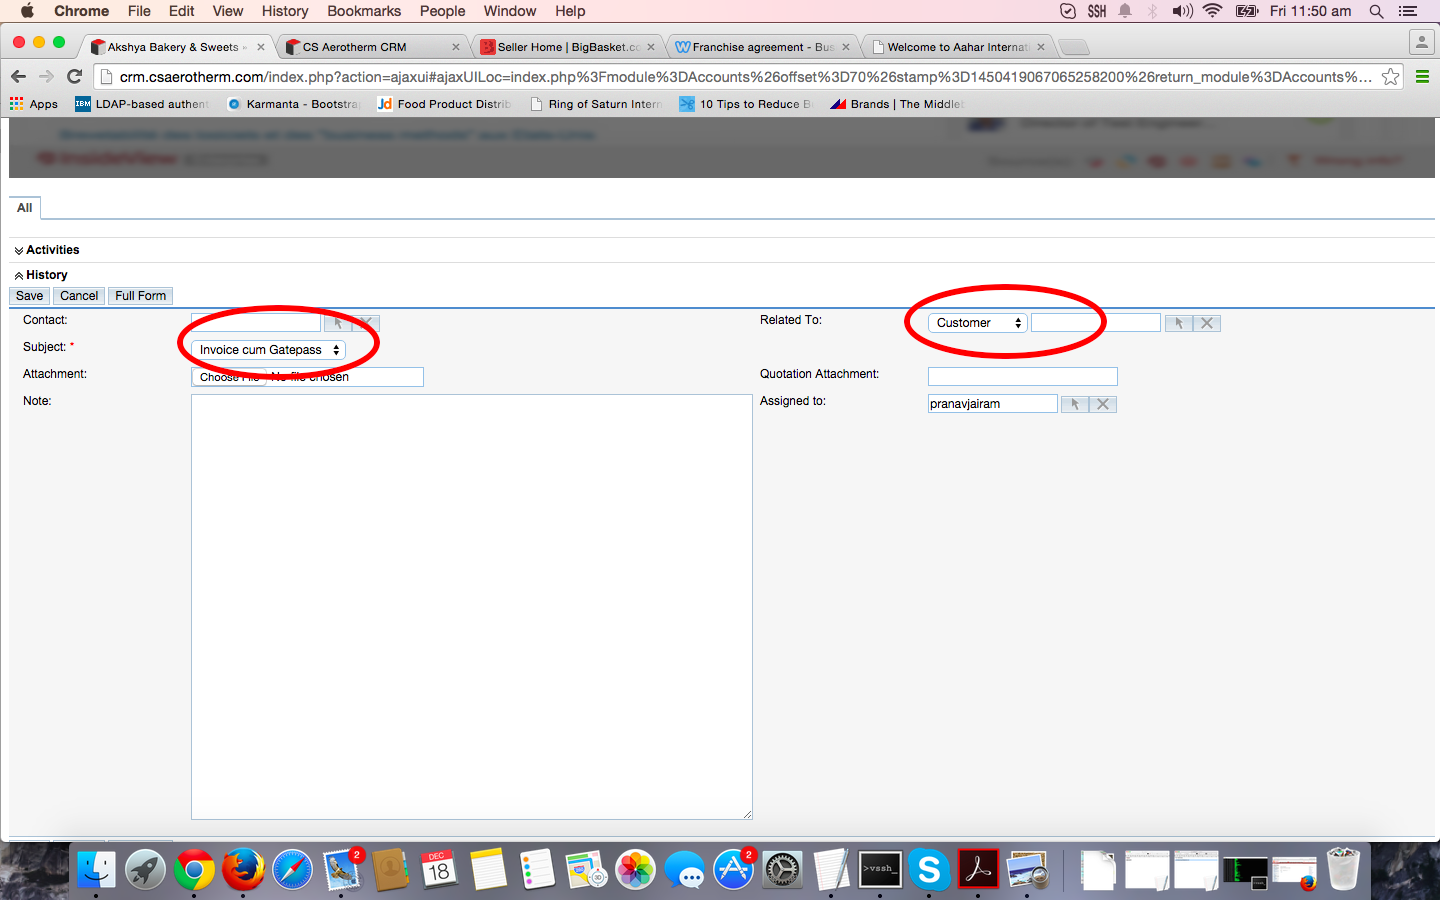 Chrome File Edit View History Bookmarks People Window Help SSH Fri 11:50 am
Akshya Bakery & Sweets CS Aerotherm CRM Seller Home | BigBasket.co Franchise agreement - Bus Welcome to Aahar Internat
crm.csaerotherm.com/index.php?action=ajaxui#ajaxUILoc=index.php%3Fmodule%3DAccounts%26offset%3D70%26stamp%3D1450419067065258200%26return_module%3DAccounts%...
Apps IBM LDAP-based authent Karmanta - Bootstrap Jd Food Product Distrib Ring of Saturn Intern 10 Tips to Reduce B Brands | The Middle
All
Activities
History
Save Cancel Full Form
Contact: Related To: Customer
Subject: * Invoice cum Gatepass
Attachment: Choose File No file chosen Quotation Attachment:
Note: Assigned to: pranavjairam
2 DEC 18 2 >vssh_